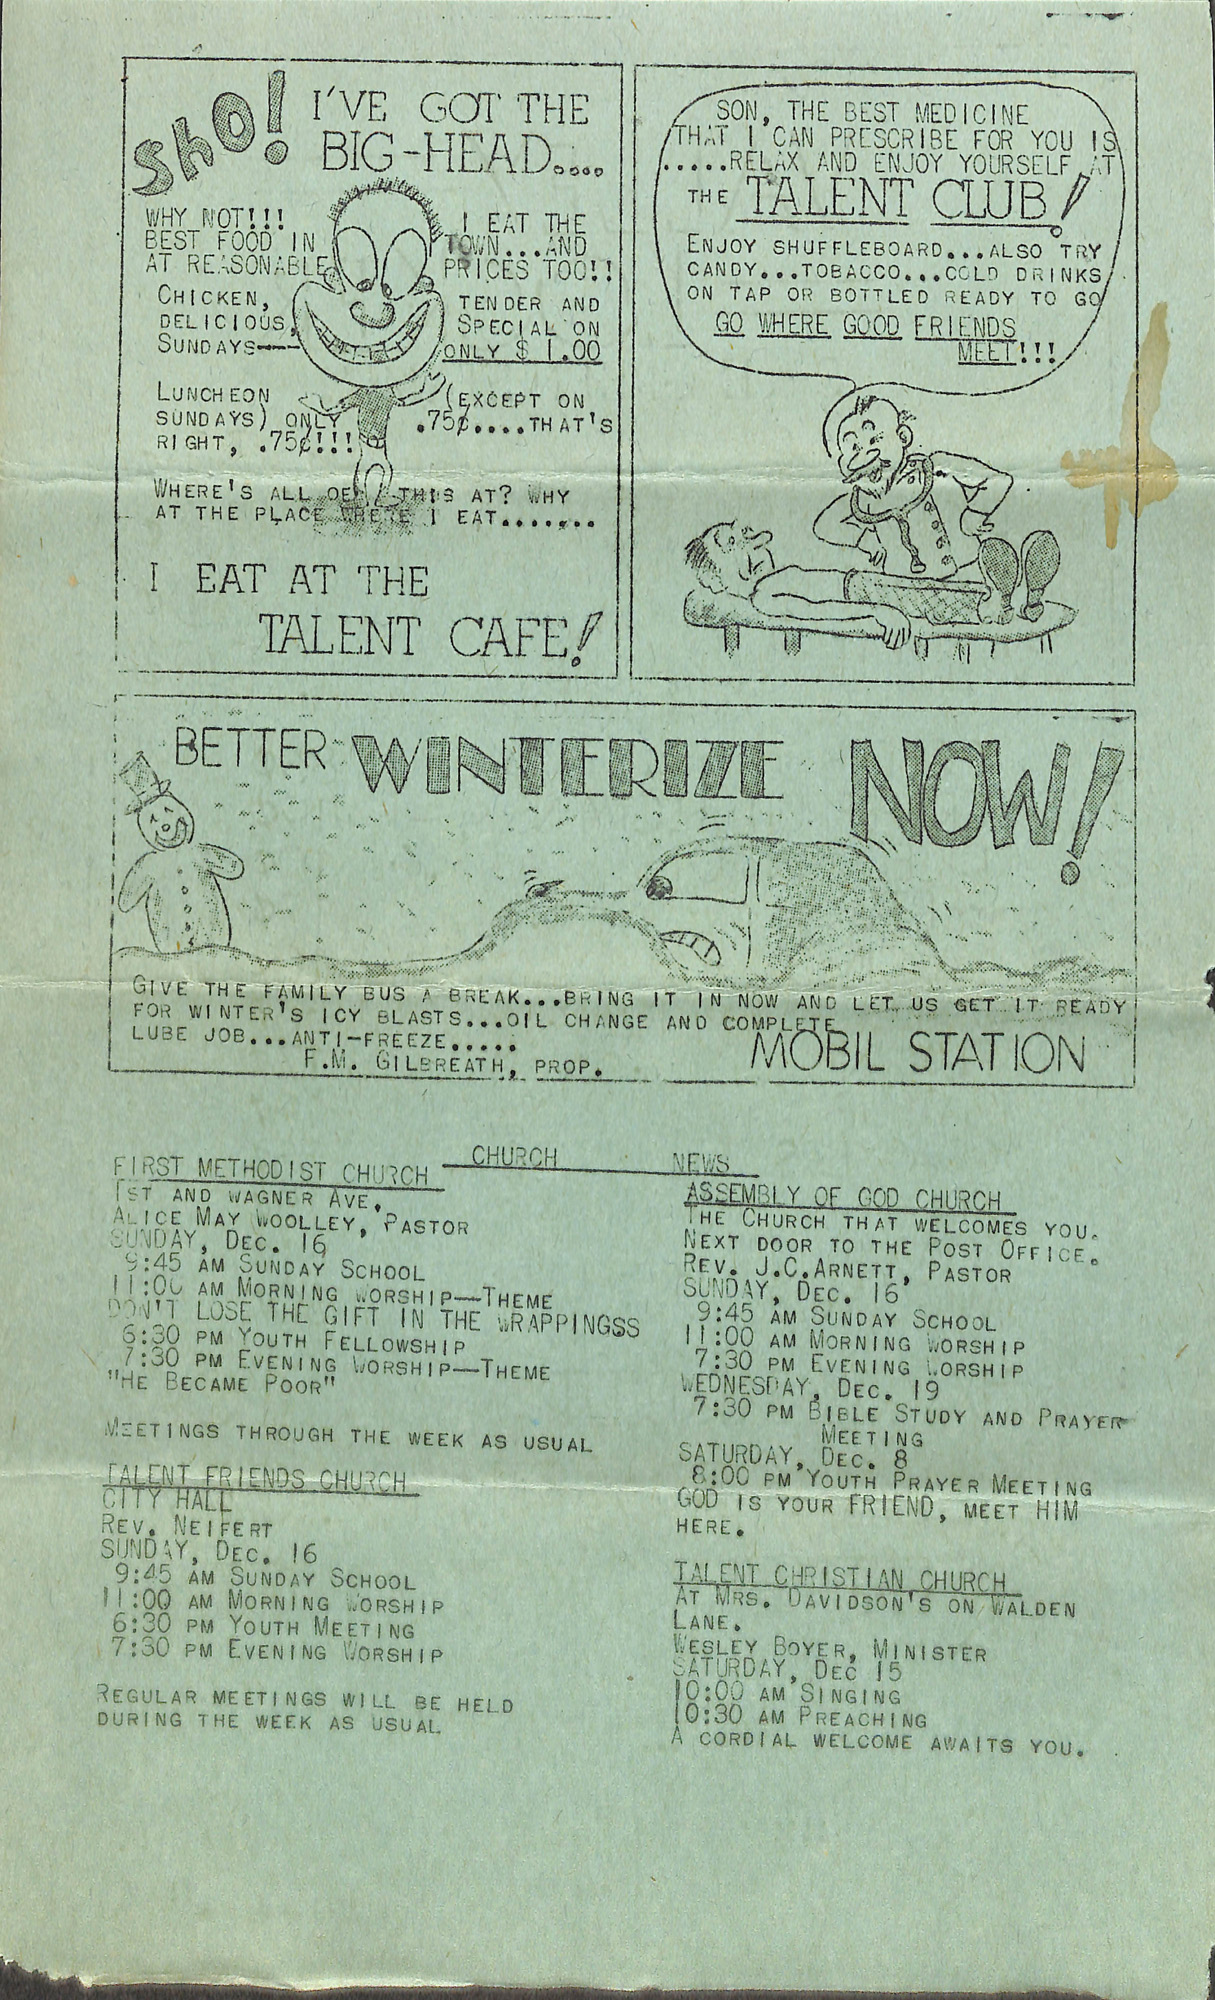 SHO! I'VE GOT THE
BIG-HEAD....
WHY NOT!!! I EAT THE
BEST FOOD IN TOWN...AND
AT REASONABLE PRICES TOO!!
CHICKEN, TENDER AND
DELICIOUS, SPECIAL ON
SUNDAYS--- ONLY $ 1.00
LUNCHEON (EXCEPT ON
SUNDAYS) ONLY .75¢....THAT'S
RIGHT, .75¢!!!
WHERE'S ALL OF THIS AT? WHY
AT THE PLACE WHERE I EAT.......
I EAT AT THE
TALENT CAFE!
SON, THE BEST MEDICINE
THAT I CAN PRESCRIBE FOR YOU IS
.....RELAX AND ENJOY YOURSELF AT
THE TALENT CLUB!
ENJOY SHUFFLEBOARD...ALSO TRY
CANDY...TOBACCO...COLD DRINKS
ON TAP OR BOTTLED READY TO GO
GO WHERE GOOD FRIENDS
MEET!!!
BETTER WINTERIZE NOW!
GIVE THE FAMILY BUS A BREAK...BRING IT IN NOW AND LET US GET IT READY
FOR WINTER'S ICY BLASTS...OIL CHANGE AND COMPLETE
LUBE JOB...ANTI-FREEZE.....
MOBIL STATION
F.M. GILBREATH, PROP.
CHURCH NEWS
FIRST METHODIST CHURCH
1ST AND WAGNER AVE.
ALICE MAY WOOLLEY, PASTOR
SUNDAY, DEC. 16
9:45 AM SUNDAY SCHOOL
11:00 AM MORNING WORSHIP—THEME
DON'T LOSE THE GIFT IN THE WRAPPINGSS
6:30 PM YOUTH FELLOWSHIP
7:30 PM EVENING WORSHIP—THEME
"HE BECAME POOR"
MEETINGS THROUGH THE WEEK AS USUAL
TALENT FRIENDS CHURCH
CITY HALL
REV. NEIFERT
SUNDAY, DEC. 16
9:45 AM SUNDAY SCHOOL
11:00 AM MORNING WORSHIP
6:30 PM YOUTH MEETING
7:30 PM EVENING WORSHIP
REGULAR MEETINGS WILL BE HELD
DURING THE WEEK AS USUAL
ASSEMBLY OF GOD CHURCH
THE CHURCH THAT WELCOMES YOU.
NEXT DOOR TO THE POST OFFICE.
REV. J.C.ARNETT, PASTOR
SUNDAY, DEC. 16
9:45 AM SUNDAY SCHOOL
11:00 AM MORNING WORSHIP
7:30 PM EVENING WORSHIP
WEDNESDAY, DEC. 19
7:30 PM BIBLE STUDY AND PRAYER
MEETING
SATURDAY, DEC. 8
8:00 PM YOUTH PRAYER MEETING
GOD IS YOUR FRIEND, MEET HIM
HERE.
TALENT CHRISTIAN CHURCH
AT MRS. DAVIDSON'S ON WALDEN
LANE.
WESLEY BOYER, MINISTER
SATURDAY, DEC 15
10:00 AM SINGING
10:30 AM PREACHING
A CORDIAL WELCOME AWAITS YOU.